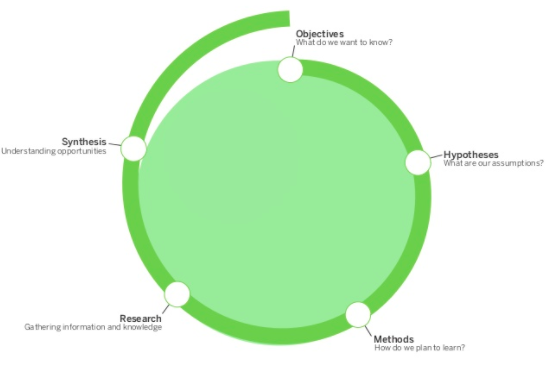 Objectives
What do we want to know?
Hypotheses
What are our assumptions?
Methods
How do we plan to learn?
Research
Gathering information and knowledge
Synthesis
Understanding opportunities